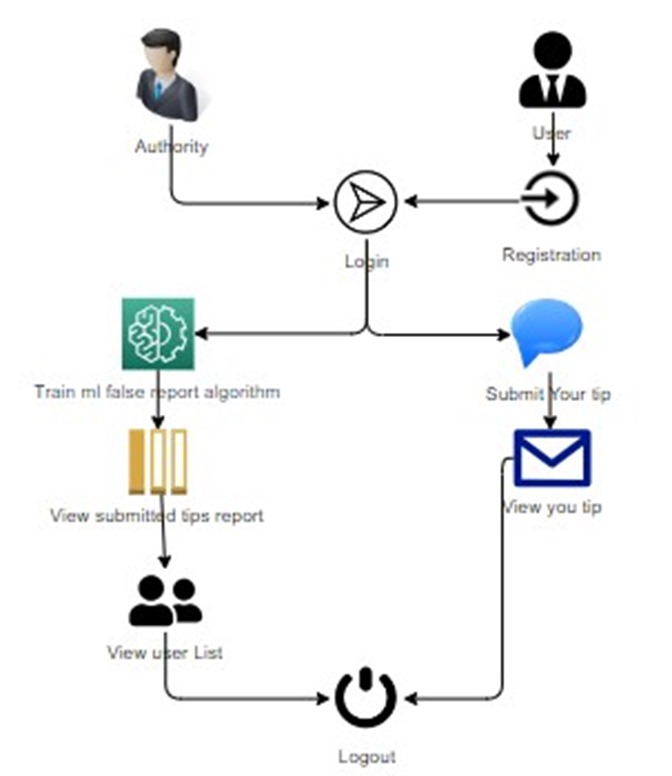 Authority
User
Login
Registration
Train ml false report algorithm
Submit Your tip
View submitted tips report
View you tip
View user List
Logout